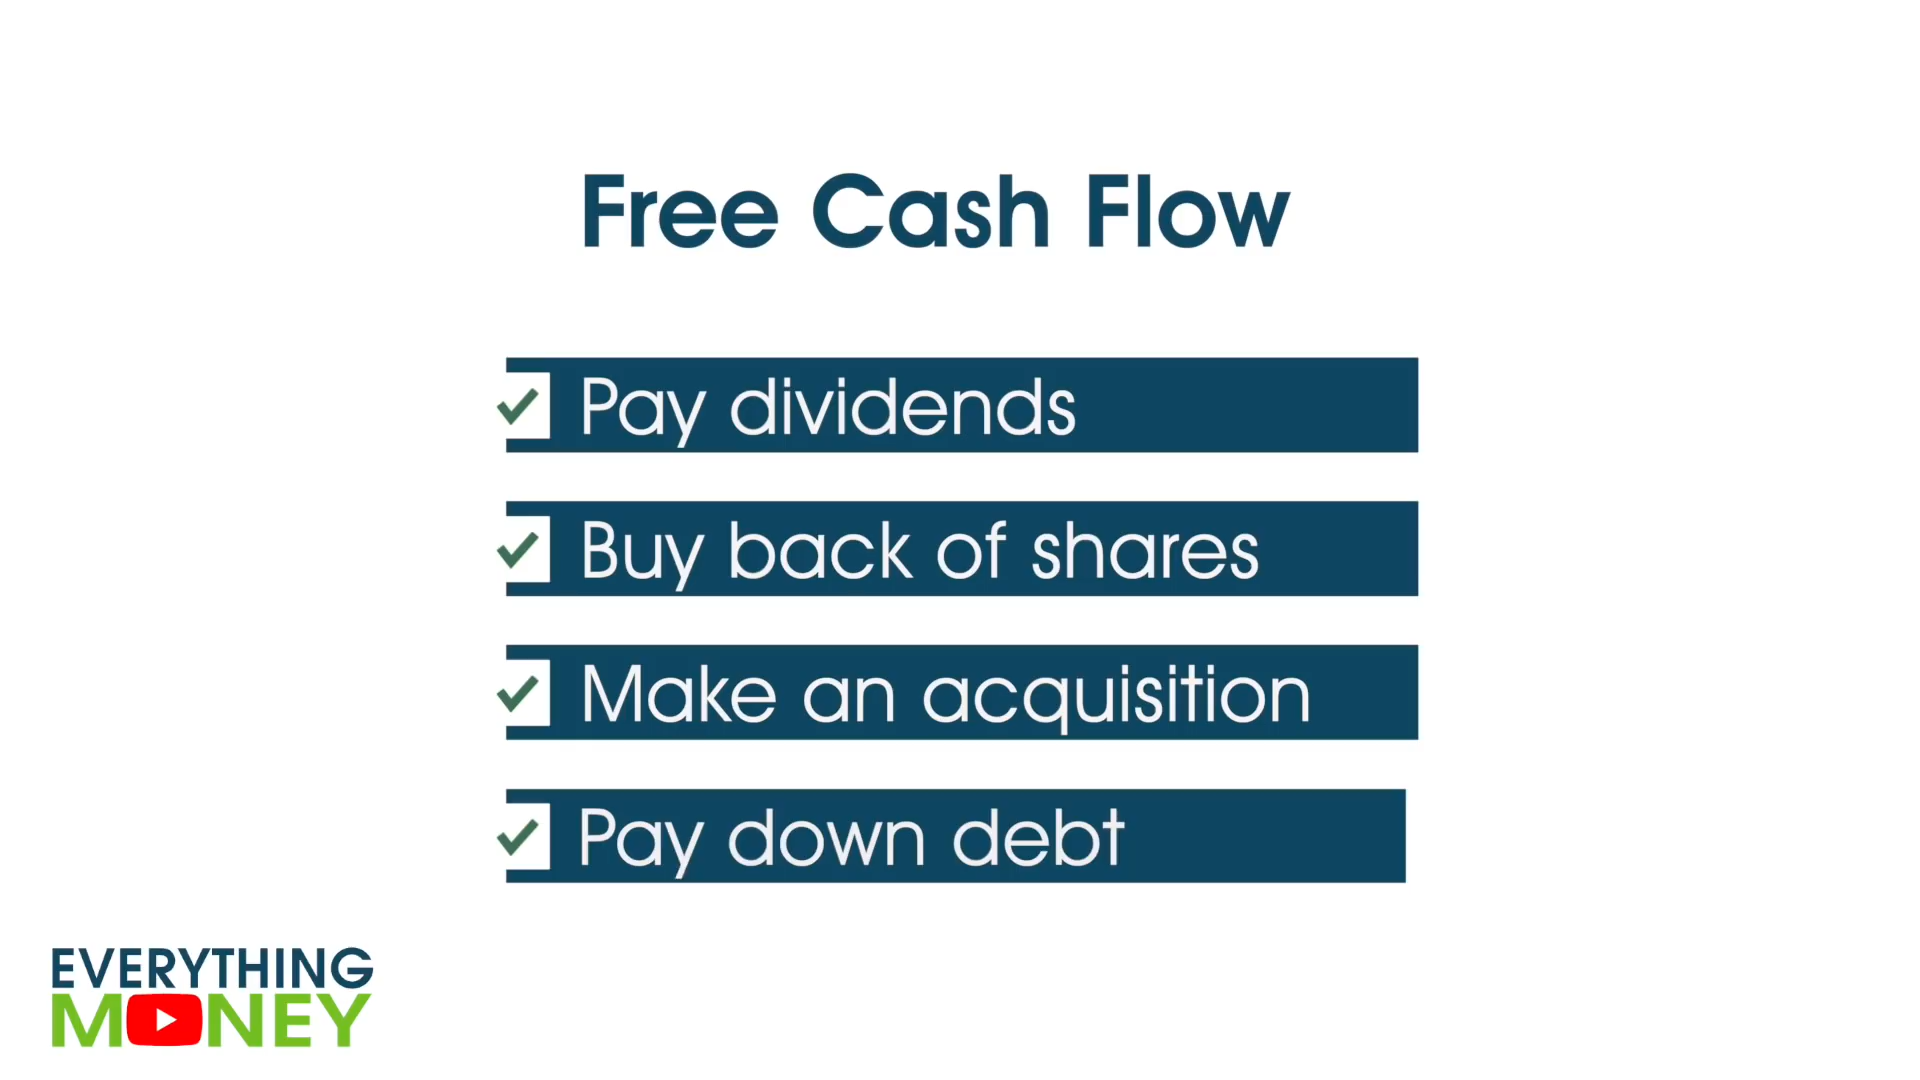 Free Cash Flow
Pay dividends
Buy back of shares
Make an acquisition
Pay down debt
EVERYTHING
MONEY